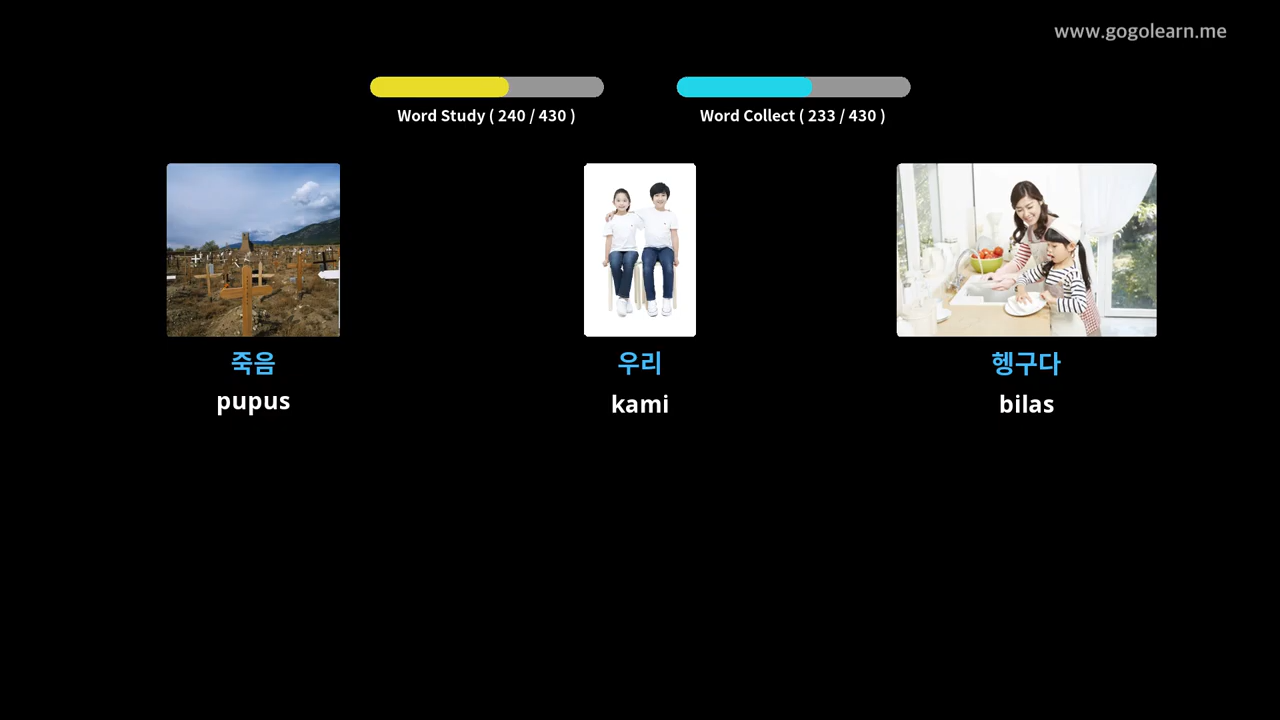 www.gogolearn.me
Word Study ( 240 / 430 )
Word Collect ( 233 / 430 )
죽음
pupus
우리
kami
헹구다
bilas